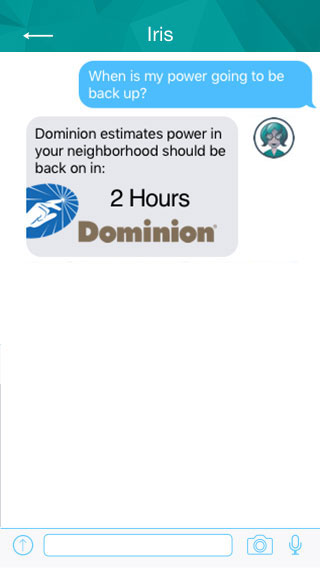 Iris
When is my power going to be
back up?
Dominion estimates power in
your neighborhood should be
back on in:
2 Hours
Dominion®